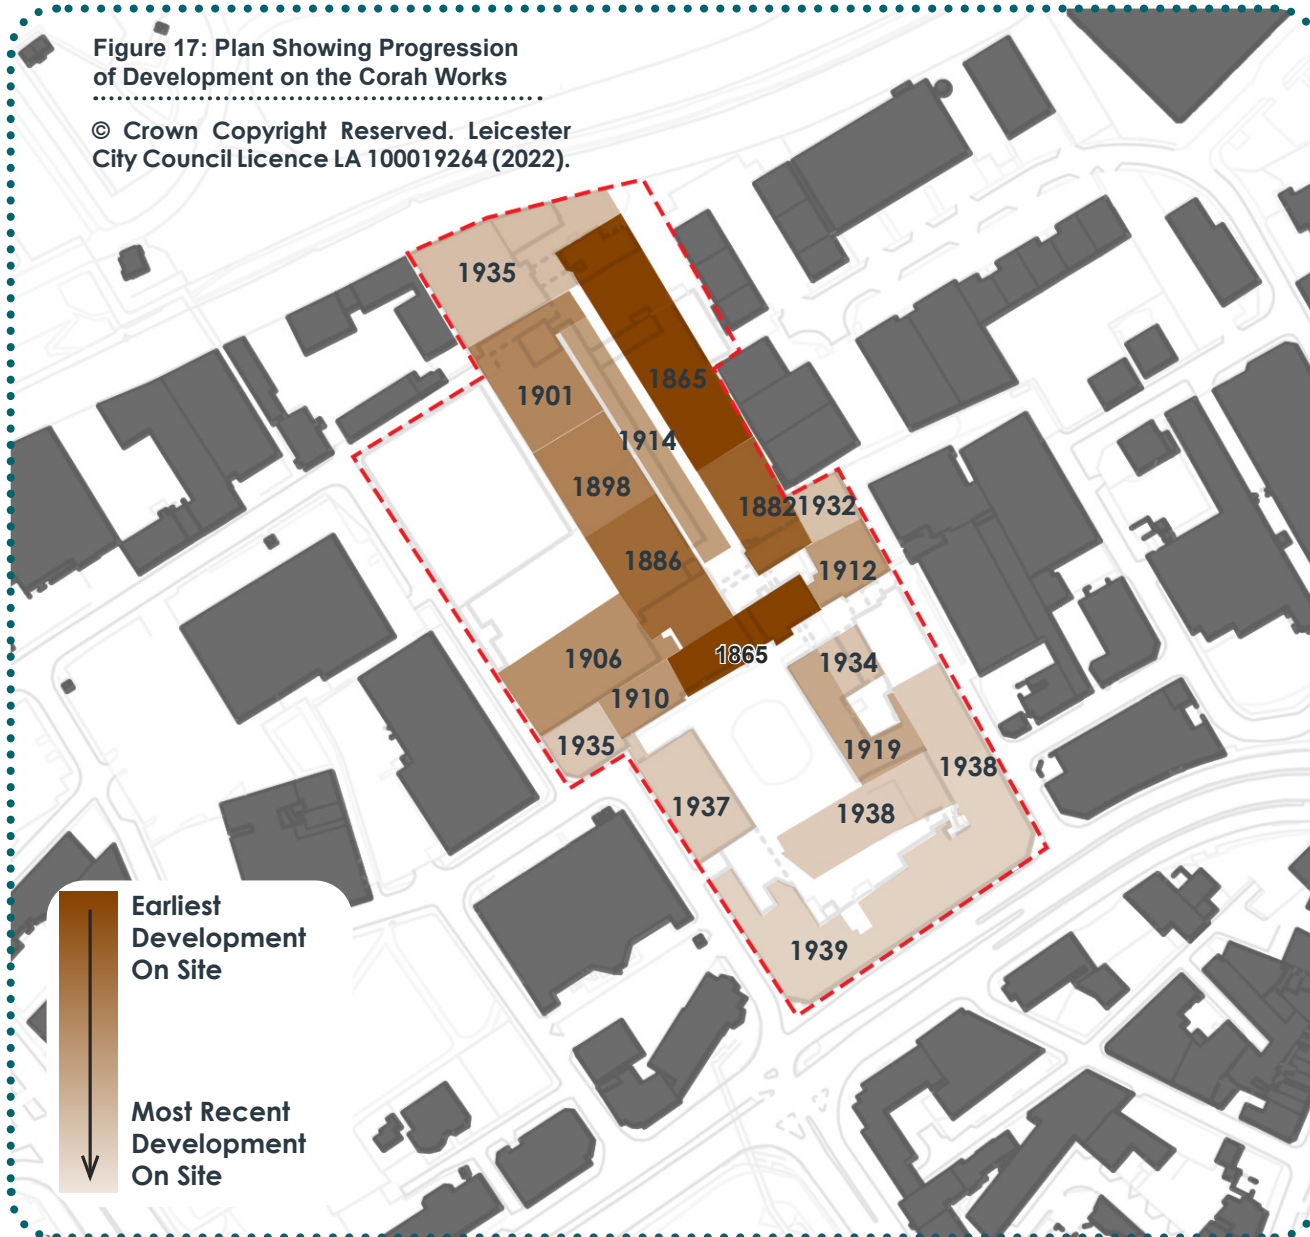 Figure 17: Plan Showing Progression
of Development on the Corah Works
© Crown Copyright Reserved. Leicester
City Council Licence LA 100019264 (2022).
1935
1865
1901
1914
1898
1882
1932
1886
1912
1865
1906
1934
1910
1935
1919
1938
1937
1938
1939
Earliest
Development
On Site
Most Recent
Development
On Site